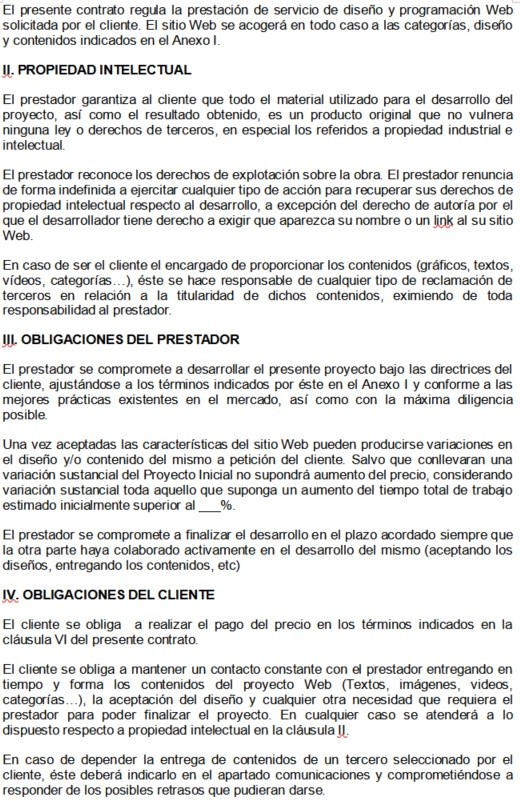 El presente contrato regula la prestación de servicio de diseño y programación Web
solicitada por el cliente. El sitio Web se acogerá en todo caso a las categorías, diseño
y contenidos indicados en el Anexo I.
II. PROPIEDAD INTELECTUAL
El prestador garantiza al cliente que todo el material utilizado para el desarrollo del
proyecto, así como el resultado obtenido, es un producto original que no vulnera
ninguna ley o derechos de terceros, en especial los referidos a propiedad industrial e
intelectual.
El prestador reconoce los derechos de explotación sobre la obra. El prestador renuncia
de forma indefinida a ejercitar cualquier tipo de acción para recuperar sus derechos de
propiedad intelectual respecto al desarrollo, a excepción del derecho de autoría por el
que el desarrollador tiene derecho a exigir que aparezca su nombre o un link al su sitio
Web.
En caso de ser el cliente el encargado de proporcionar los contenidos (gráficos, textos,
vídeos, categorías…), éste se hace responsable de cualquier tipo de reclamación de
terceros en relación a la titularidad de dichos contenidos, eximiendo de toda
responsabilidad al prestador.
III. OBLIGACIONES DEL PRESTADOR
El prestador se compromete a desarrollar el presente proyecto bajo las directrices del
cliente, ajustándose a los términos indicados por éste en el Anexo I y conforme a las
mejores prácticas existentes en el mercado, así como con la máxima diligencia
posible.
Una vez aceptadas las características del sitio Web pueden producirse variaciones en
el diseño y/o contenido del mismo a petición del cliente. Salvo que conllevaran una
variación sustancial del Proyecto Inicial no supondrá aumento del precio, considerando
variación sustancial toda aquello que suponga un aumento del tiempo total de trabajo
estimado inicialmente superior al ___%.
El prestador se compromete a finalizar el desarrollo en el plazo acordado siempre que
la otra parte haya colaborado activamente en el desarrollo del mismo (aceptando los
diseños, entregando los contenidos, etc)
IV. OBLIGACIONES DEL CLIENTE
El cliente se obliga a realizar el pago del precio en los términos indicados en la
cláusula VI del presente contrato.
El cliente se obliga a mantener un contacto constante con el prestador entregando en
tiempo y forma los contenidos del proyecto Web (Textos, imágenes, videos,
categorías…), la aceptación del diseño y cualquier otra necesidad que requiera el
prestador para poder finalizar el proyecto. En cualquier caso se atenderá a lo
dispuesto respecto a propiedad intelectual en la cláusula II.
En caso de depender la entrega de contenidos de un tercero seleccionado por el
cliente, éste deberá indicarlo en el apartado comunicaciones y comprometiéndose a
responder de los posibles retrasos que pudieran darse.